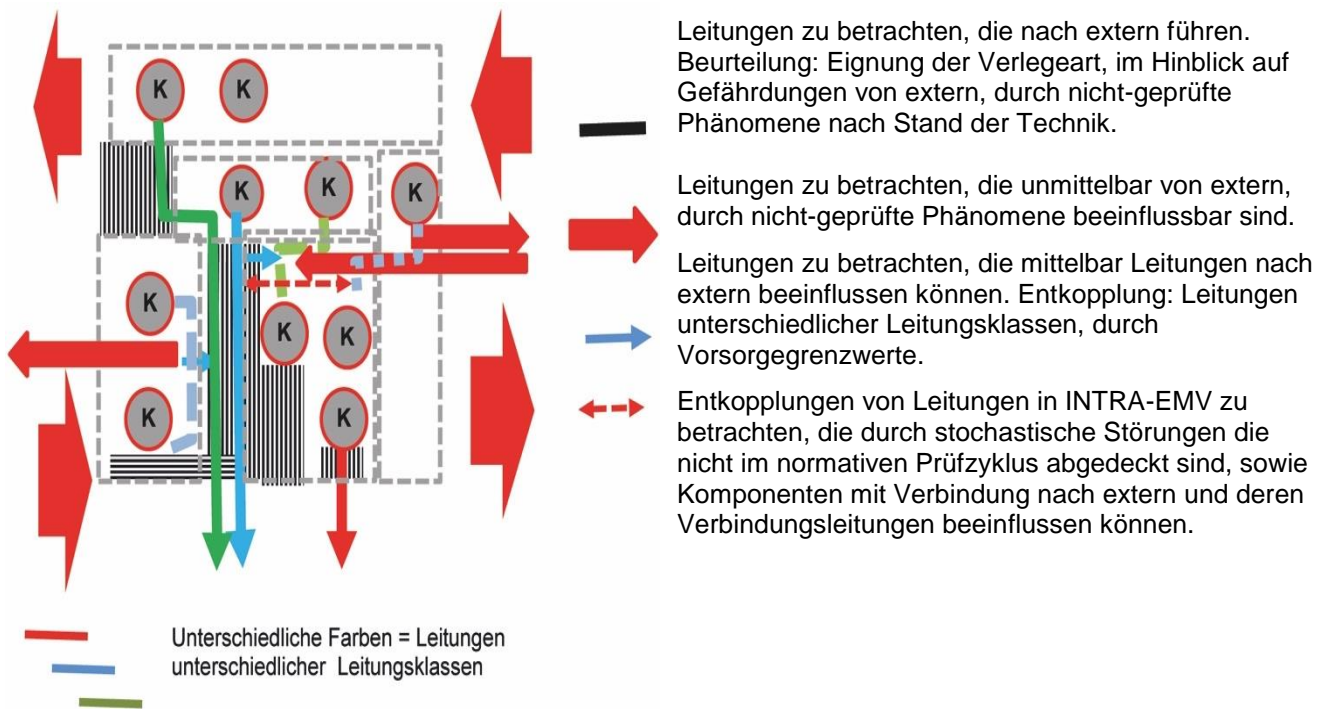 Leitungen zu betrachten, die nach extern führen.
Beurteilung: Eignung der Verlegeart, im Hinblick auf
Gefährdungen von extern, durch nicht-geprüfte
Phänomene nach Stand der Technik.
Leitungen zu betrachten, die unmittelbar von extern,
durch nicht-geprüfte Phänomene beeinflussbar sind.
Leitungen zu betrachten, die mittelbar Leitungen nach
extern beeinflussen können. Entkopplung: Leitungen
unterschiedlicher Leitungsklassen, durch
Vorsorgegrenzwerte.
Entkopplungen von Leitungen in INTRA-EMV zu
betrachten, die durch stochastische Störungen die
nicht im normativen Prüfzyklus abgedeckt sind, sowie
Komponenten mit Verbindung nach extern und deren
Verbindungsleitungen beeinflussen können.
K K
K K K
K
K K
K K
Unterschiedliche Farben = Leitungen
unterschiedlicher Leitungsklassen